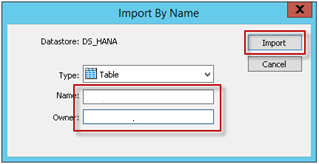 Import By Name
X
Datastore: DS_HANA
Import
Cancel
Type: Table
Name:
Owner: